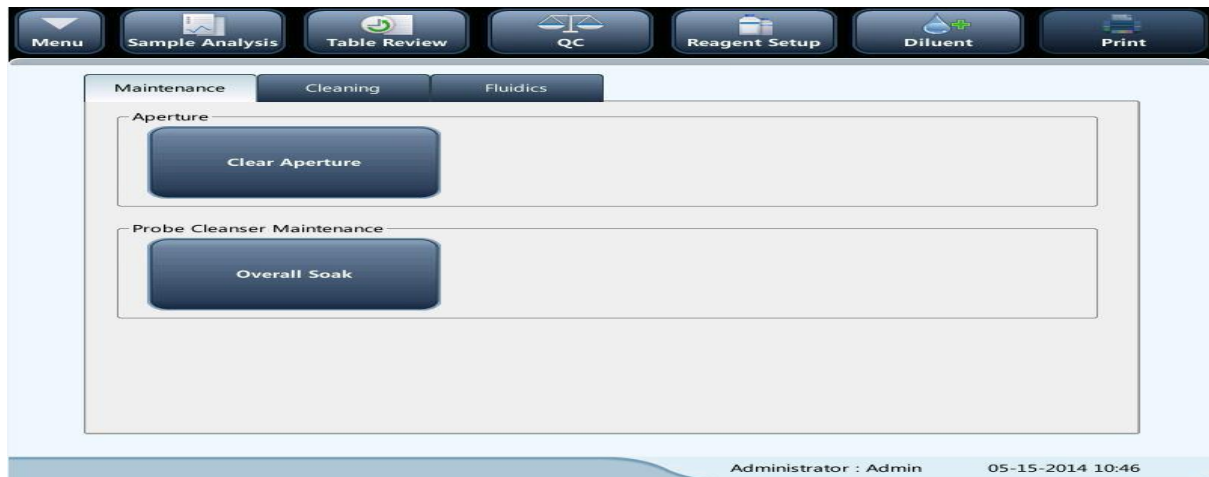 Menu Sample Analysis Table Review QC Reagent Setup Diluent Print
Maintenance Cleaning Fluidics
Aperture
Clear Aperture
Probe Cleanser Maintenance
Overall Soak
Administrator : Admin 05-15-2014 10:46